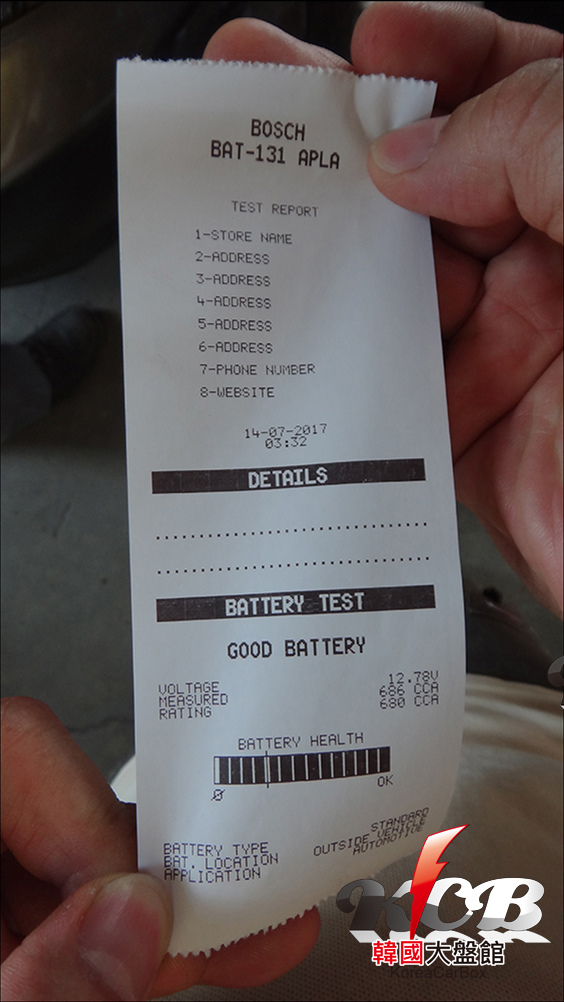 BOSCH
BAT-131 APLA
TEST REPORT
1-STORE NAME
2-ADDRESS
3-ADDRESS
4-ADDRESS
5-ADDRESS
6-ADDRESS
7-PHONE NUMBER
8-WEBSITE
14-07-2017
03:32
DETAILS
BATTERY TEST
GOOD BATTERY
VOLTAGE 12.78V
MEASURED 686 CCA
RATING 680 CCA
BATTERY HEALTH
0 OK
BATTERY TYPE STANDARD
BAT. LOCATION OUTSIDE VEHICLE
APPLICATION AUTOMOTIVE
KCB
韓國大盤館
KoreaCarBox